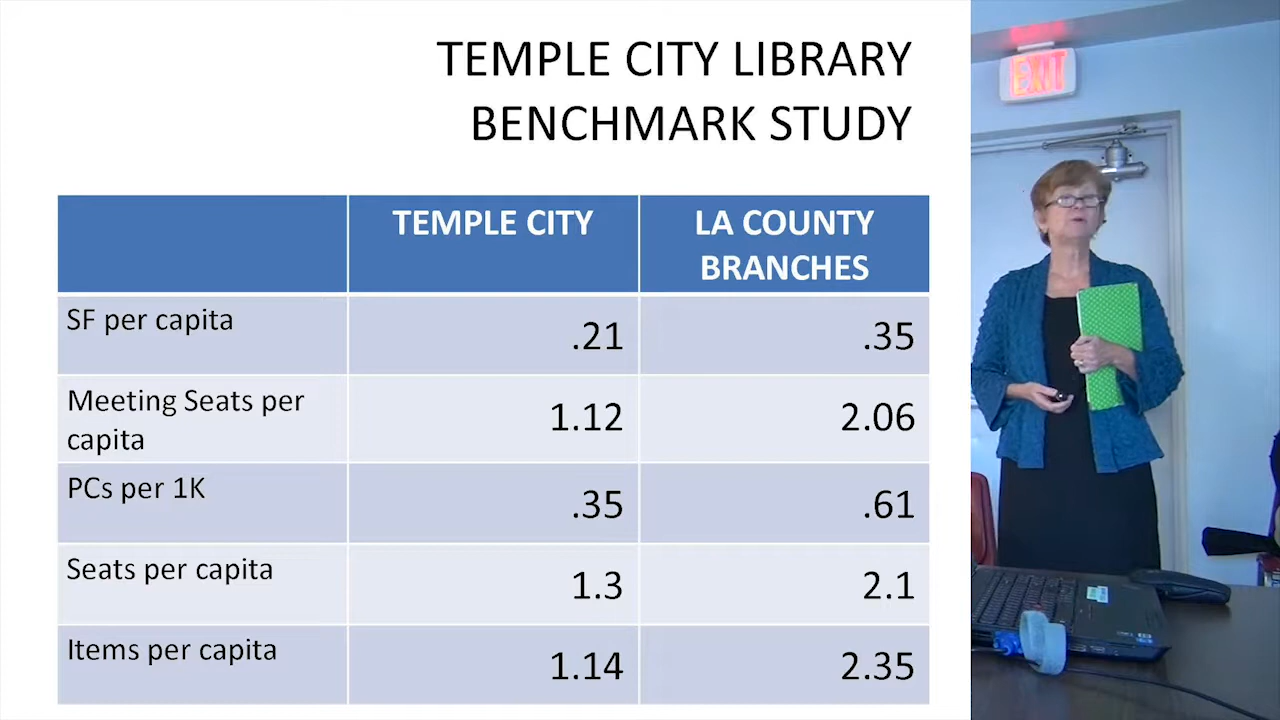 TEMPLE CITY LIBRARY
BENCHMARK STUDY
TEMPLE CITY
LA COUNTY
BRANCHES
SF per capita
.21
.35
Meeting Seats per
capita
1.12
2.06
PCs per 1K
.35
.61
Seats per capita
1.3
2.1
Items per capita
1.14
2.35
EXIT